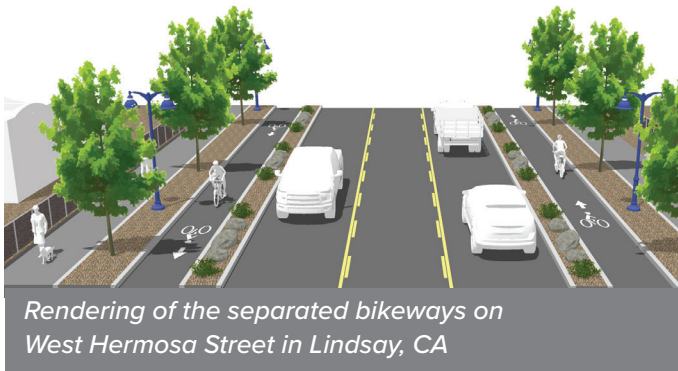 Rendering of the separated bikeways on
West Hermosa Street in Lindsay, CA